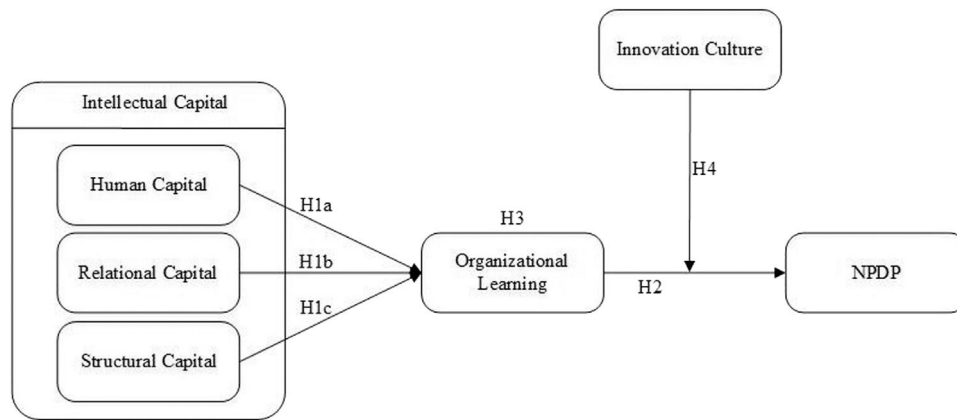 Innovation Culture
Intellectual Capital
Human Capital
H1a
H4
H3
Relational Capital
H1b
Organizational
Learning
H2
NPDP
H1c
Structural Capital